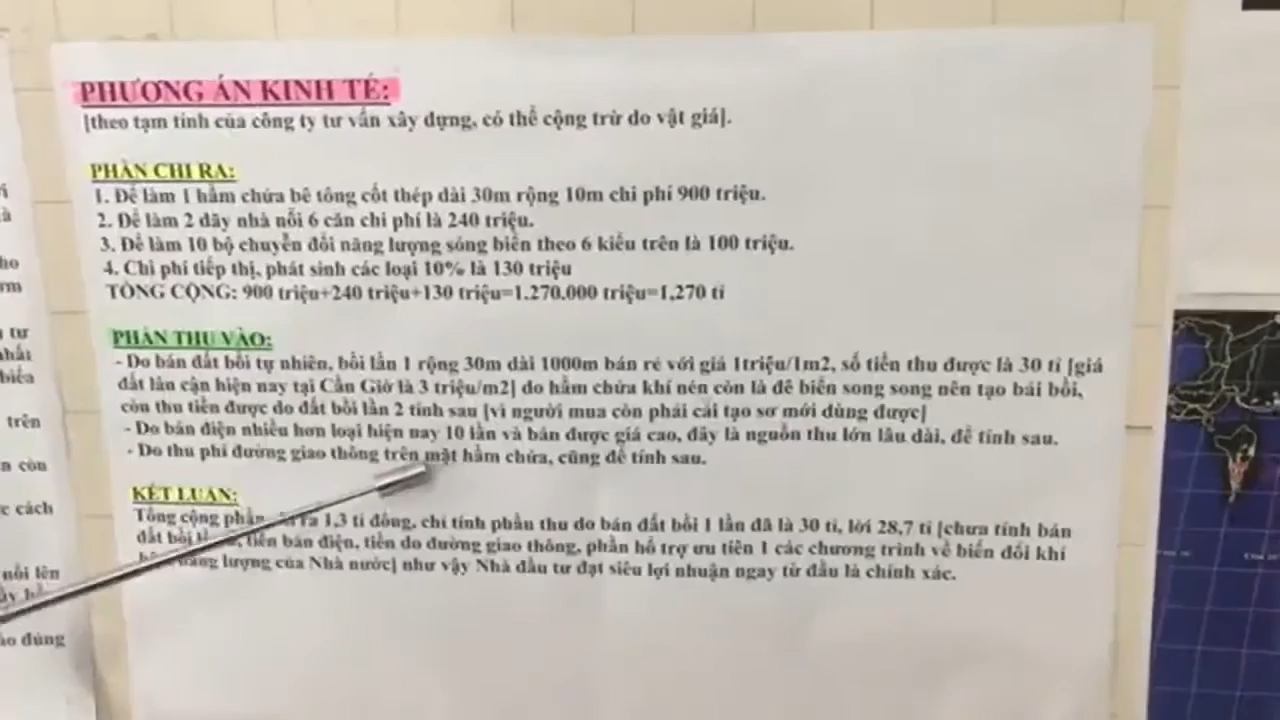 PHƯƠNG ÁN KINH TẾ:
[theo tạm tính của công ty tư vấn xây dựng, có thể cộng trừ do vật giá].
PHẦN CHI RA:
1. Để làm 1 hầm chứa bê tông cốt thép dài 30m rộng 10m chi phí 900 triệu.
2. Để làm 2 dãy nhà nổi 6 căn chi phí là 240 triệu.
3. Để làm 10 bộ chuyển đổi năng lượng sóng biển theo 6 kiểu trên là 100 triệu.
4. Chi phí tiếp thị, phát sinh các loại 10% là 130 triệu
TỔNG CỘNG: 900 triệu+240 triệu+130 triệu=1.270.000 triệu=1,270 tỉ
PHẦN THU VÀO:
- Do bán đất bồi tự nhiên, bồi lần 1 rộng 30m dài 1000m bán rẻ với giá 1triệu/1m2, số tiền thu được là 30 tỉ [giá
đất lân cận hiện nay tại Cần Giờ là 3 triệu/m2] do hầm chứa khí nén còn là đê biển song song nên tạo bãi bồi,
còn thu tiền được do đất bồi lần 2 tính sau [vì người mua còn phải cải tạo sơ mới dùng được]
- Do bán điện nhiều hơn loại hiện nay 10 lần và bán được giá cao, đây là nguồn thu lớn lâu dài, để tính sau.
- Do thu phí đường giao thông trên mặt hầm chứa, cũng để tính sau.
KẾT LUẬN:
Tổng cộng phần ra 1,3 tỉ đồng, chỉ tính phần thu do bán đất bồi 1 lần đã là 30 tỉ, lời 28,7 tỉ [chưa tính bán
đất bồi tiền bán điện, tiền do đường giao thông, phần hỗ trợ ưu tiên 1 các chương trình về biến đổi khí
năng lượng của Nhà nước] như vậy Nhà đầu tư đạt siêu lợi nhuận ngay từ đầu là chính xác.
tư
trên
n còn
cách
nổi lên
đúng